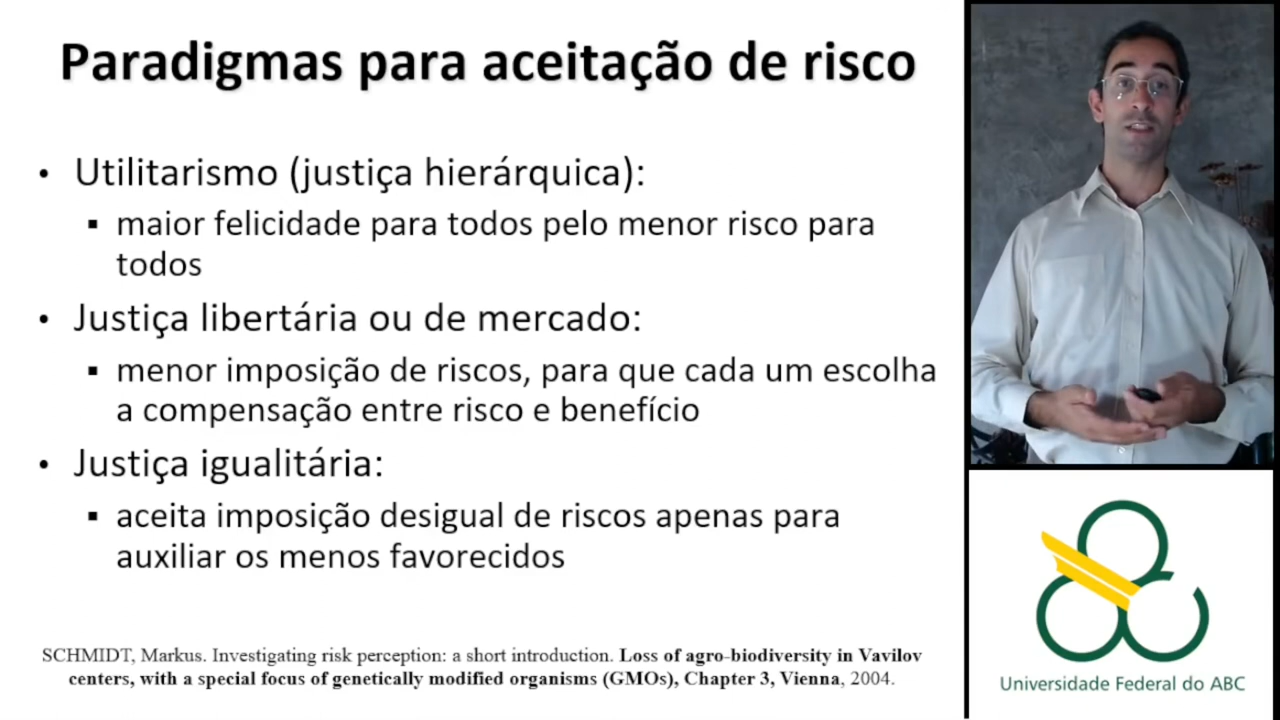 Paradigmas para aceitação de risco
• Utilitarismo (justiça hierárquica):
▪ maior felicidade para todos pelo menor risco para
todos
• Justiça libertária ou de mercado:
▪ menor imposição de riscos, para que cada um escolha
a compensação entre risco e benefício
• Justiça igualitária:
▪ aceita imposição desigual de riscos apenas para
auxiliar os menos favorecidos
SCHMIDT, Markus. Investigating risk perception: a short introduction. Loss of agro-biodiversity in Vavilov
centers, with a special focus of genetically modified organisms (GMOs), Chapter 3, Vienna, 2004.
Universidade Federal do ABC